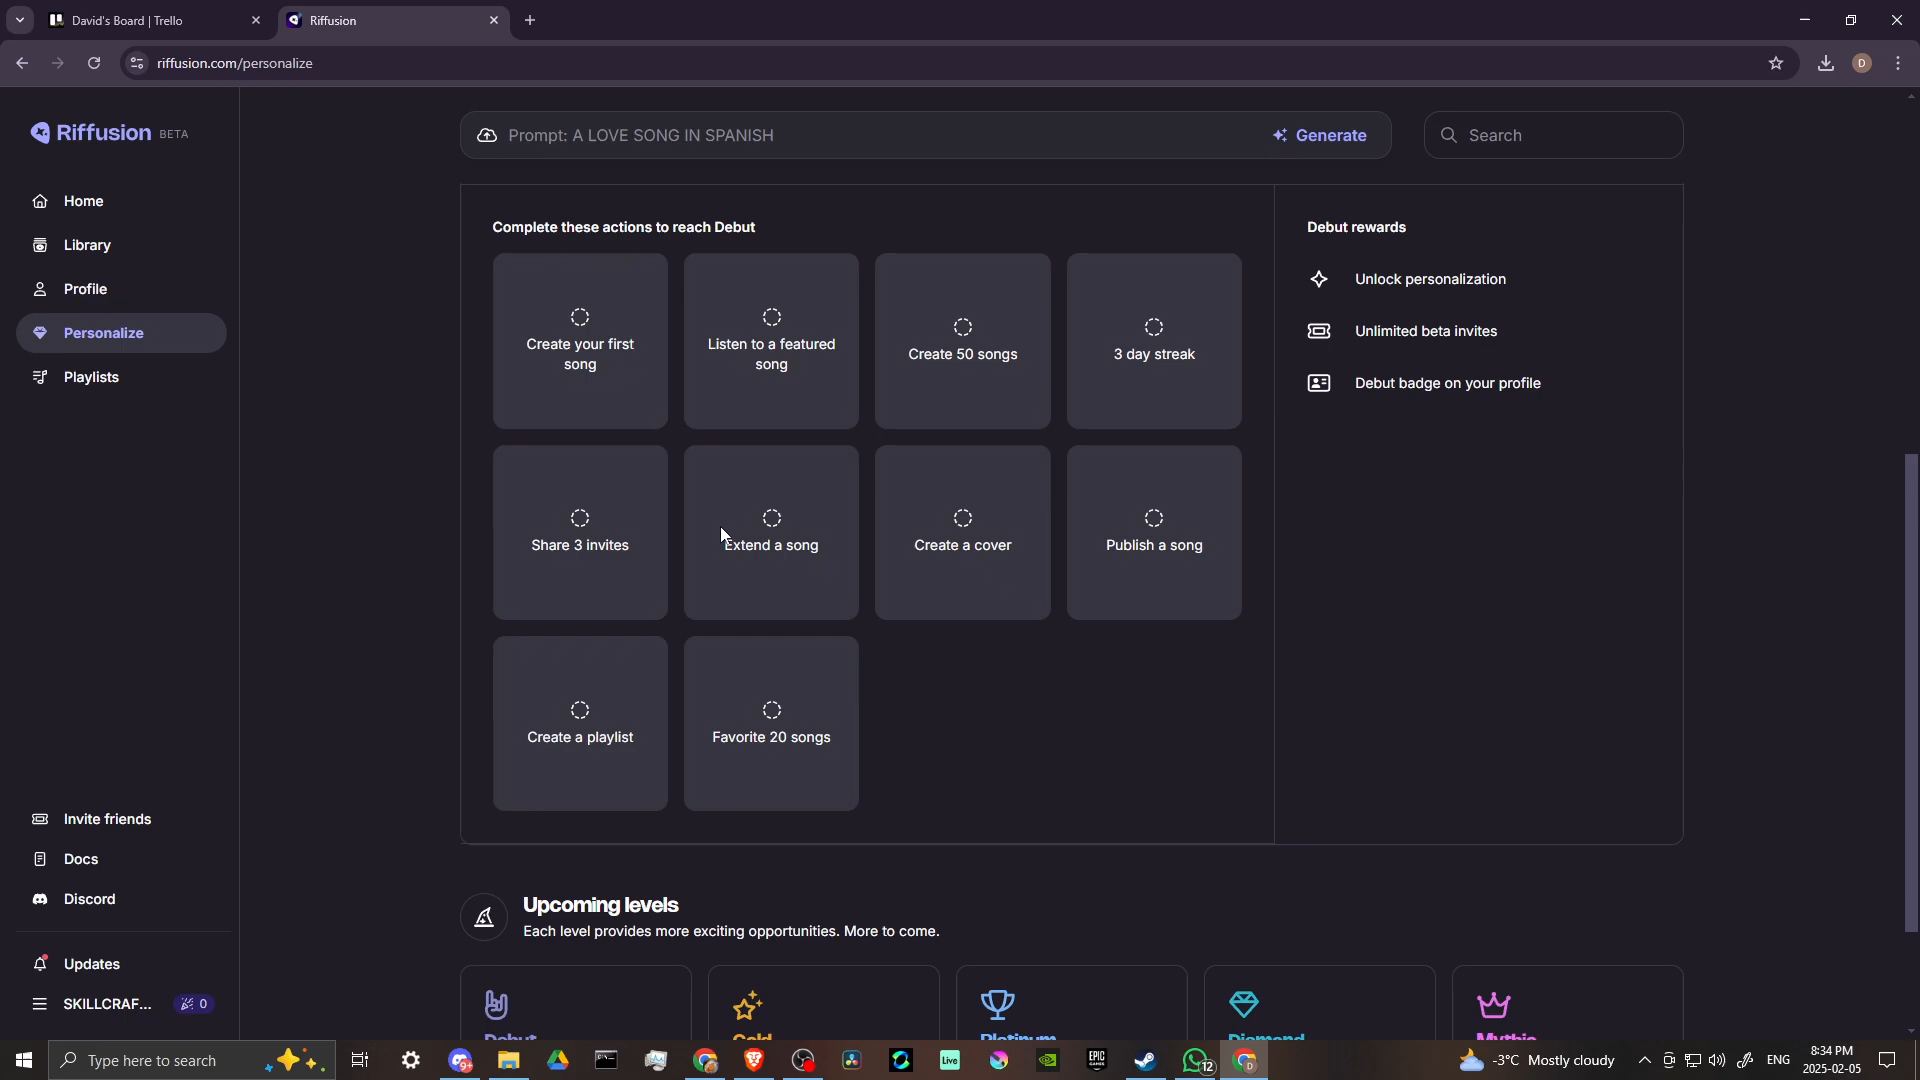 David's Board | Trello
Riffusion
riffusion.com/personalize
D
Riffusion BETA
Prompt: A LOVE SONG IN SPANISH
Generate
Search
Home
Library
Profile
Personalize
Playlists
Complete these actions to reach Debut
Create your first
song
Listen to a featured
song
Create 50 songs
3 day streak
Share 3 invites
Extend a song
Create a cover
Publish a song
Create a playlist
Favorite 20 songs
Debut rewards
Unlock personalization
Unlimited beta invites
Debut badge on your profile
Invite friends
Docs
Discord
Updates
SKILLCRAF...
0
Upcoming levels
Each level provides more exciting opportunities. More to come.
Debut
Gold
Platinum
Diamond
Mythic
Type here to search
9+
Live
EPIC
GAMES
12
D
-3°C Mostly cloudy
ENG
8:34 PM
2025-02-05